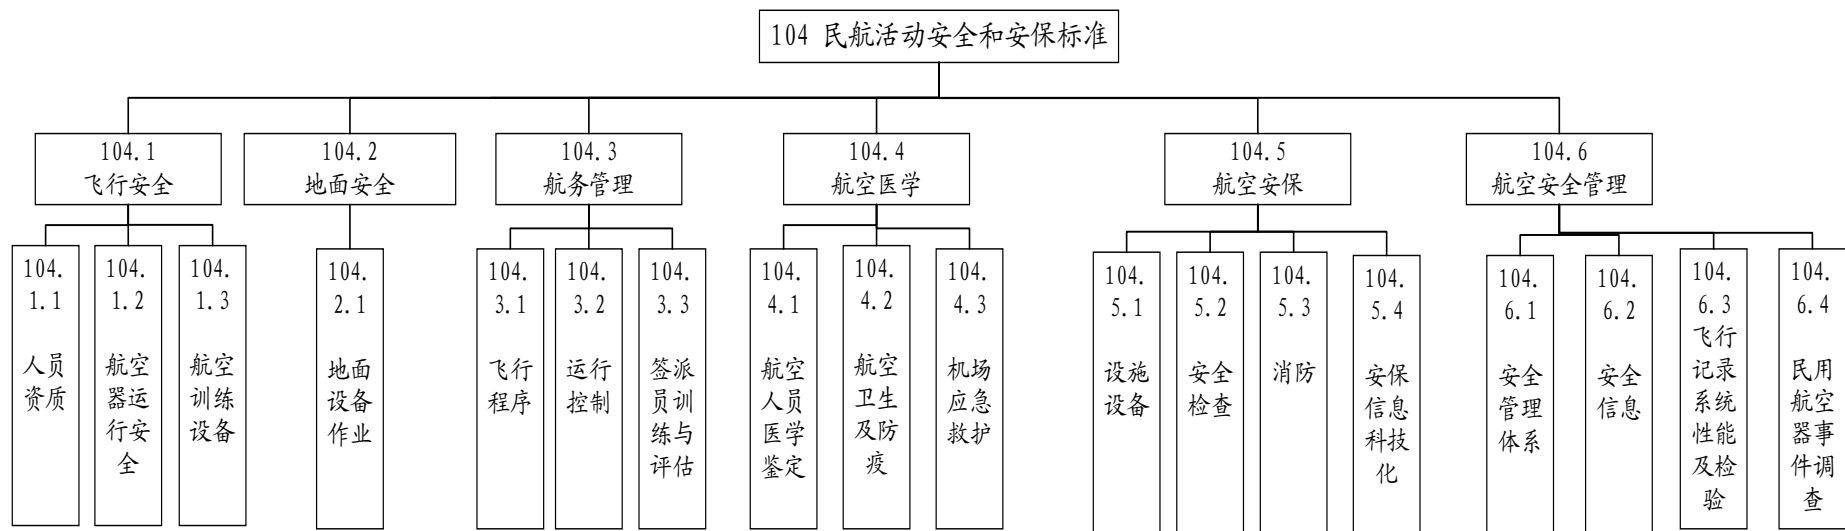 104 民航活动安全和安保标准
104.1
飞行安全
104.2
地面安全
104.3
航务管理
104.4
航空医学
104.5
航空安保
104.6
航空安全管理
104.
1.1
人员
资质
104.
1.2
航空
器运
行安
全
104.
1.3
航空
训练
设备
104.
2.1
地面
设备
作业
104.
3.1
飞行
程序
104.
3.2
运行
控制
104.
3.3
签派
员训
练与
评估
104.
4.1
航空
人员
医学
鉴定
104.
4.2
航空
卫生
及防
疫
104.
4.3
机场
应急
救护
104.
5.1
设施
设备
104.
5.2
安全
检查
104.
5.3
消防
104.
5.4
安保
信息
科技
化
104.
6.1
安全
管理
体系
104.
6.2
安全
信息
104.
6.3
飞行
记录
系统
性能
及检
验
104.
6.4
民用
航空
器事
件调
查